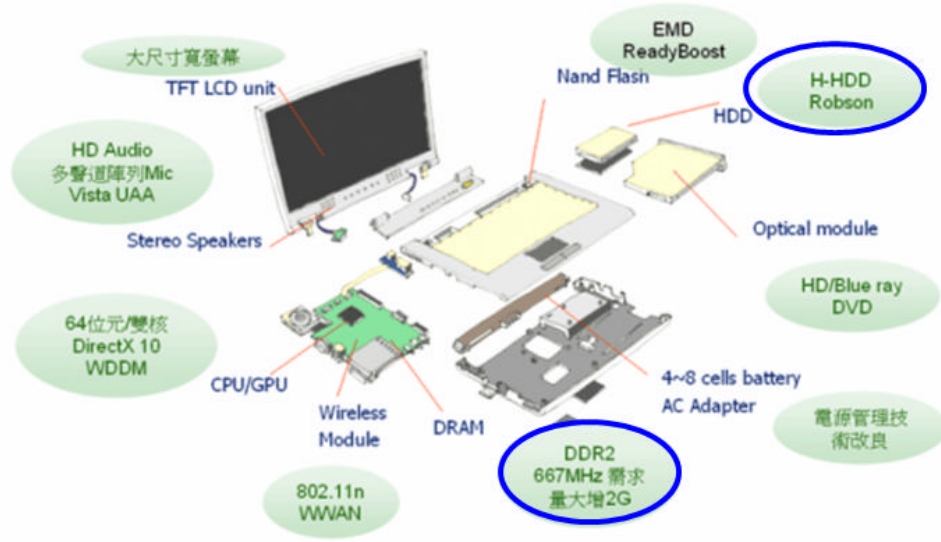 EMD
ReadyBoost
大尺寸寬螢幕
TFT LCD unit
Nand Flash
H-HDD
Robson
HDD
HD Audio
多聲道陣列Mic
Vista UAA
Stereo Speakers
Optical module
HD/Blue ray
DVD
64位元/雙核
DirectX 10
WDDM
CPU/GPU
Wireless
Module
DRAM
4~8 cells battery
AC Adapter
電源管理技
術改良
DDR2
667MHz 需求
量大增2G
802.11n
WWAN